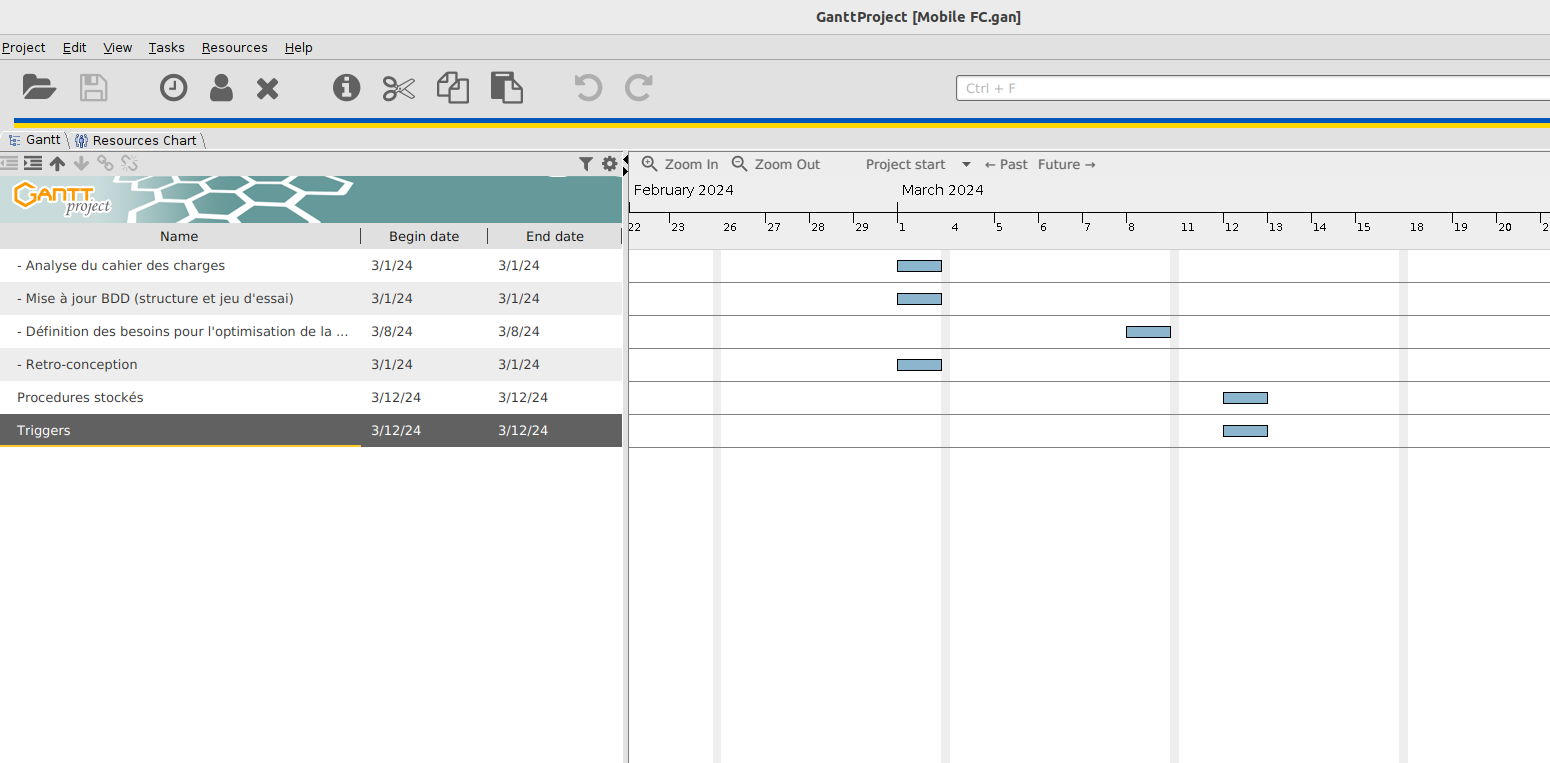 GanttProject [Mobile FC.gan]
Project Edit View Tasks Resources Help
Ctrl + F
Gantt Resources Chart
Zoom In Zoom Out Project start ← Past Future →
GANTT project
February 2024 March 2024
22 23 26 27 28 29 1 4 5 6 7 8 11 12 13 14 15 18 19 20
Name Begin date End date
- Analyse du cahier des charges 3/1/24 3/1/24
- Mise à jour BDD (structure et jeu d'essai) 3/1/24 3/1/24
- Définition des besoins pour l'optimisation de la ... 3/8/24 3/8/24
- Retro-conception 3/1/24 3/1/24
Procedures stockés 3/12/24 3/12/24
Triggers 3/12/24 3/12/24